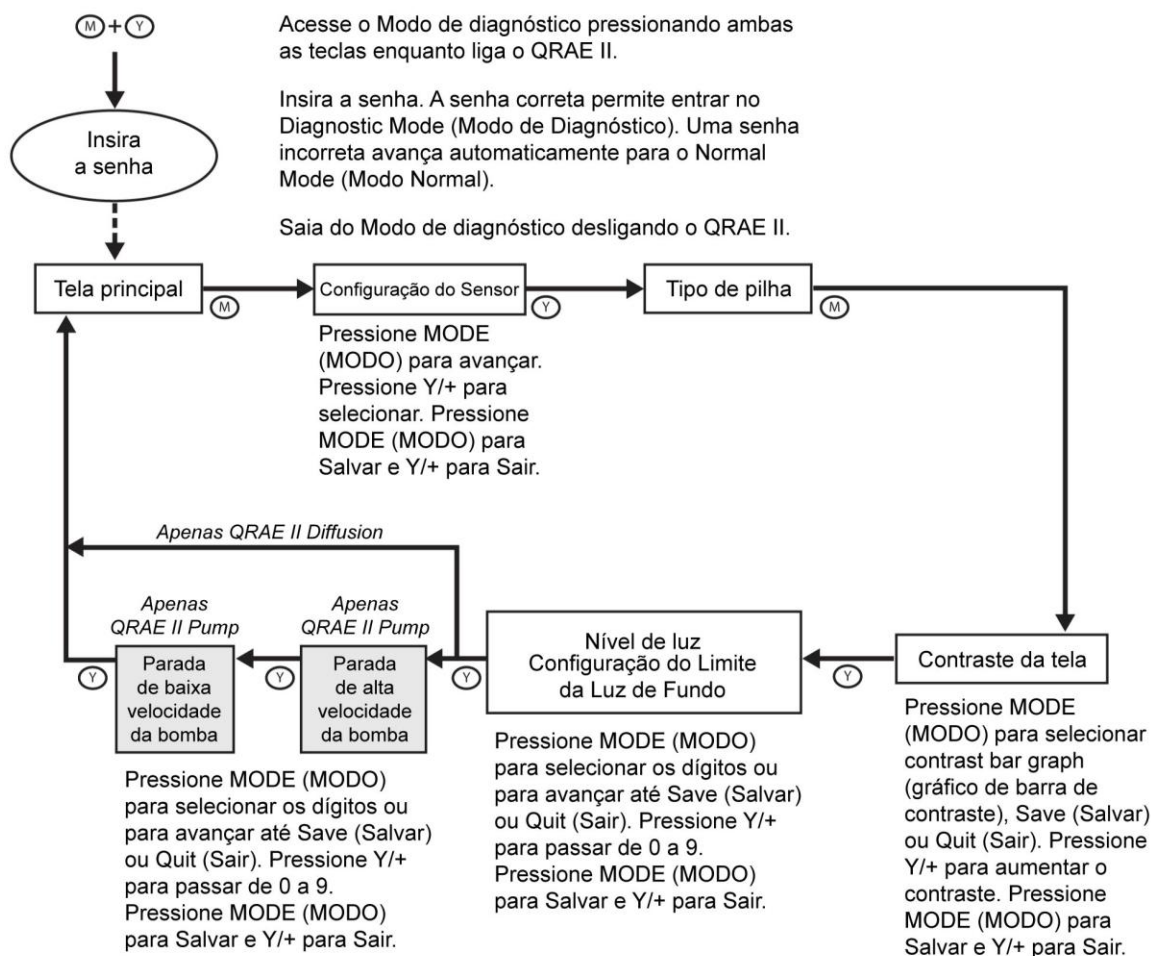 M + Y
Acesse o Modo de diagnóstico pressionando ambas
as teclas enquanto liga o QRAE II.
Insira a senha. A senha correta permite entrar no
Diagnostic Mode (Modo de Diagnóstico). Uma senha
incorreta avança automaticamente para o Normal
Mode (Modo Normal).
Saia do Modo de diagnóstico desligando o QRAE II.
Insira
a senha
Tela principal
M
Configuração do Sensor
Y
Tipo de pilha
M
Pressione MODE
(MODO) para avançar.
Pressione Y/+ para
selecionar. Pressione
MODE (MODO) para
Salvar e Y/+ para Sair.
Apenas QRAE II Diffusion
Apenas
QRAE II Pump
Apenas
QRAE II Pump
Y
Parada
de baixa
velocidade
da bomba
Y
Parada
de alta
velocidade
da bomba
Y
Nível de luz
Configuração do Limite
da Luz de Fundo
Y
Contraste da tela
Pressione MODE (MODO)
para selecionar os dígitos ou
para avançar até Save (Salvar)
ou Quit (Sair). Pressione Y/+
para passar de 0 a 9.
Pressione MODE (MODO)
para Salvar e Y/+ para Sair.
Pressione MODE (MODO)
para selecionar os dígitos ou
para avançar até Save (Salvar)
ou Quit (Sair). Pressione Y/+
para passar de 0 a 9.
Pressione MODE (MODO)
para Salvar e Y/+ para Sair.
Pressione MODE
(MODO) para selecionar
contrast bar graph
(gráfico de barra de
contraste), Save (Salvar)
ou Quit (Sair). Pressione
Y/+ para aumentar o
contraste. Pressione
MODE (MODO) para
Salvar e Y/+ para Sair.